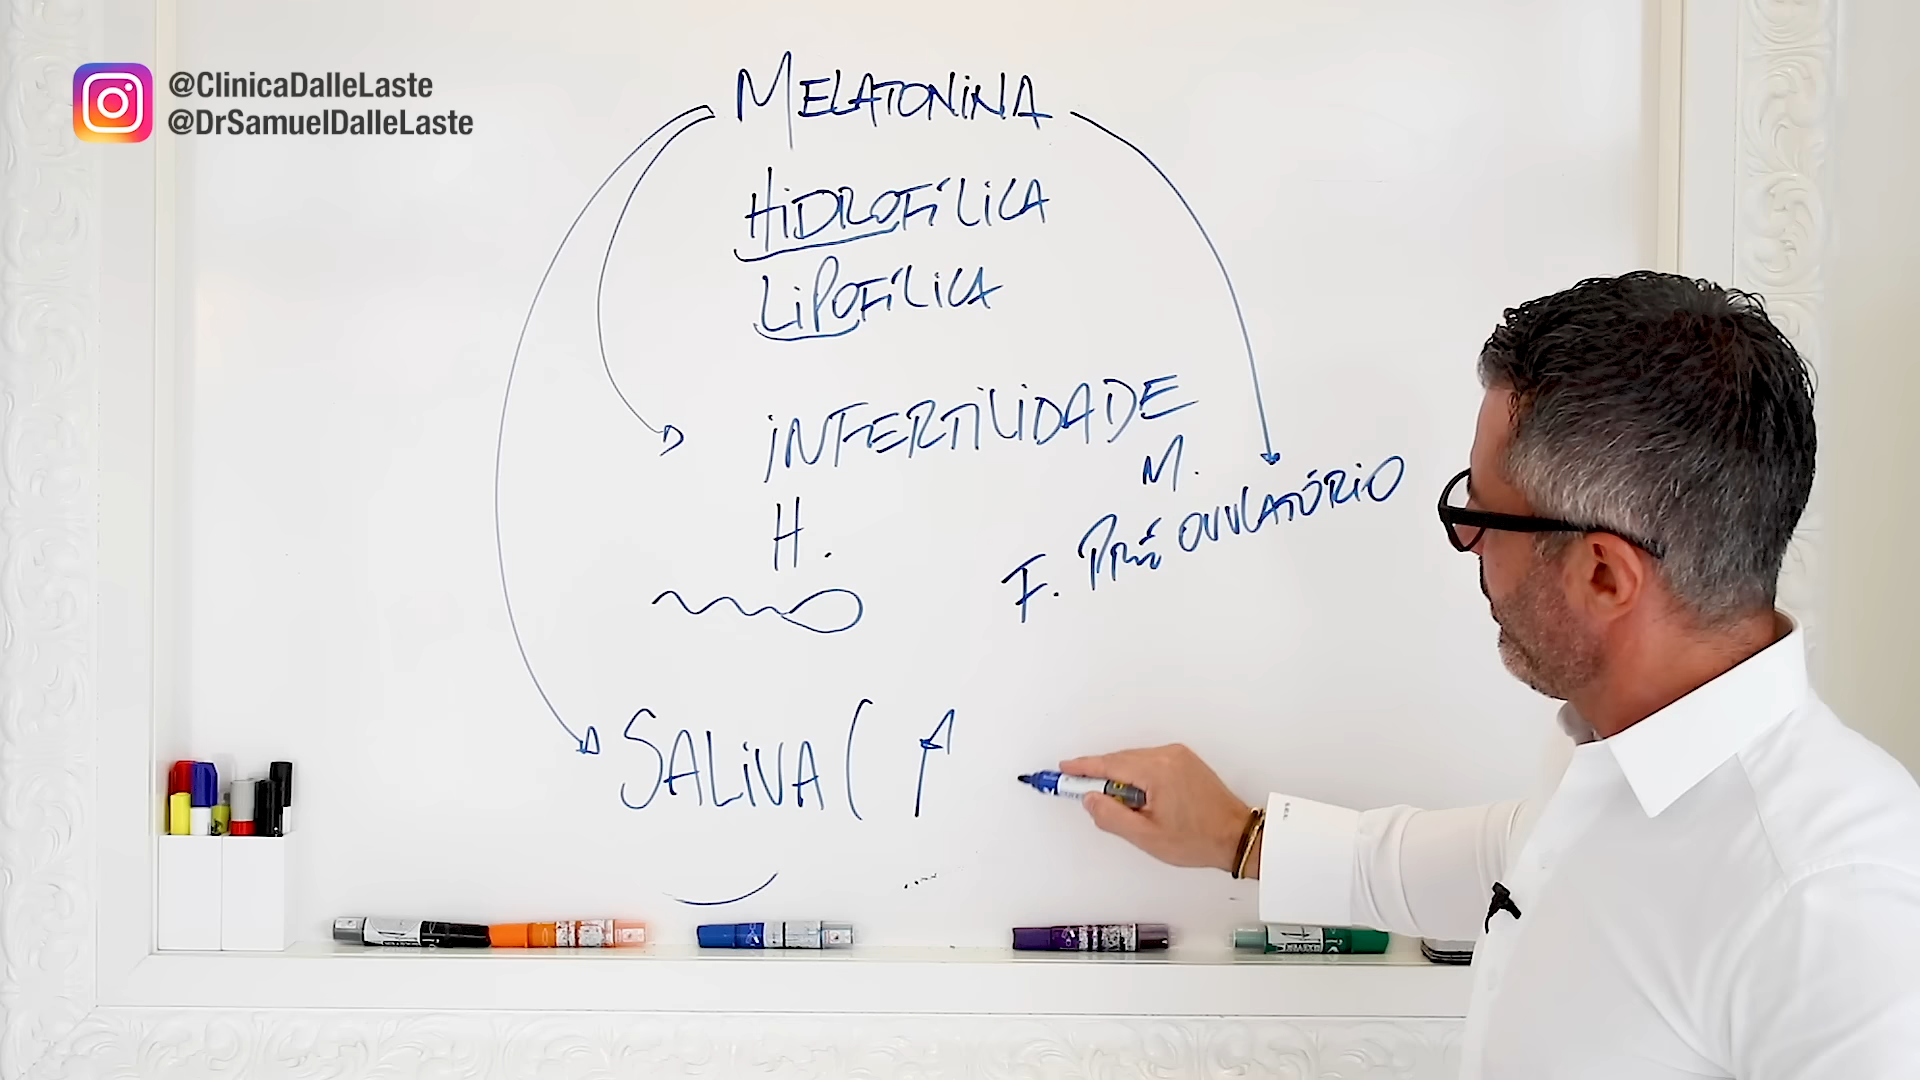 @ClinicaDalleLaste
@DrSamuelDalleLaste
MELATONINA
HIDROFÍLICA
LIPOFÍLICA
INFERTILIDADE
H.
M.
F. PRÉ OVULATÓRIO
SALIVA (